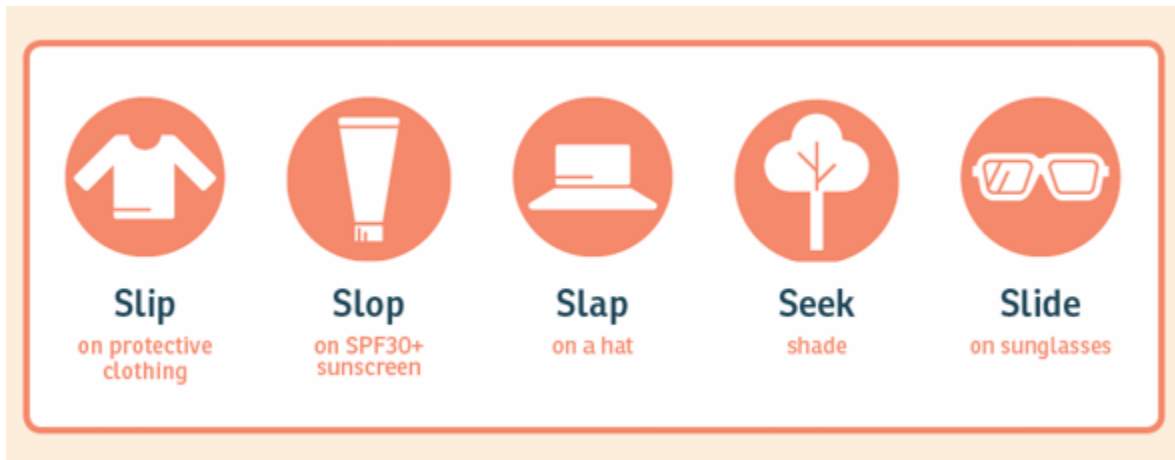 Slip
on protective
clothing
Slop
on SPF30+
sunscreen
Slap
on a hat
Seek
shade
Slide
on sunglasses